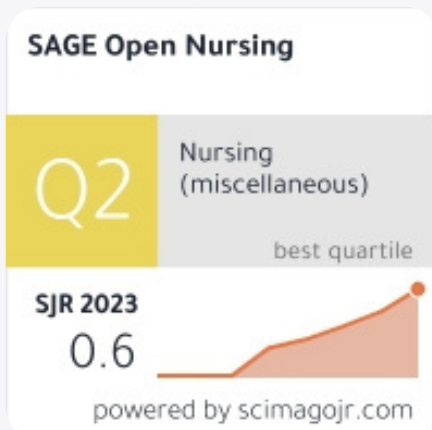 SAGE Open Nursing
Q2
Nursing
(miscellaneous)
best quartile
SJR 2023
0.6
powered by scimagojr.com